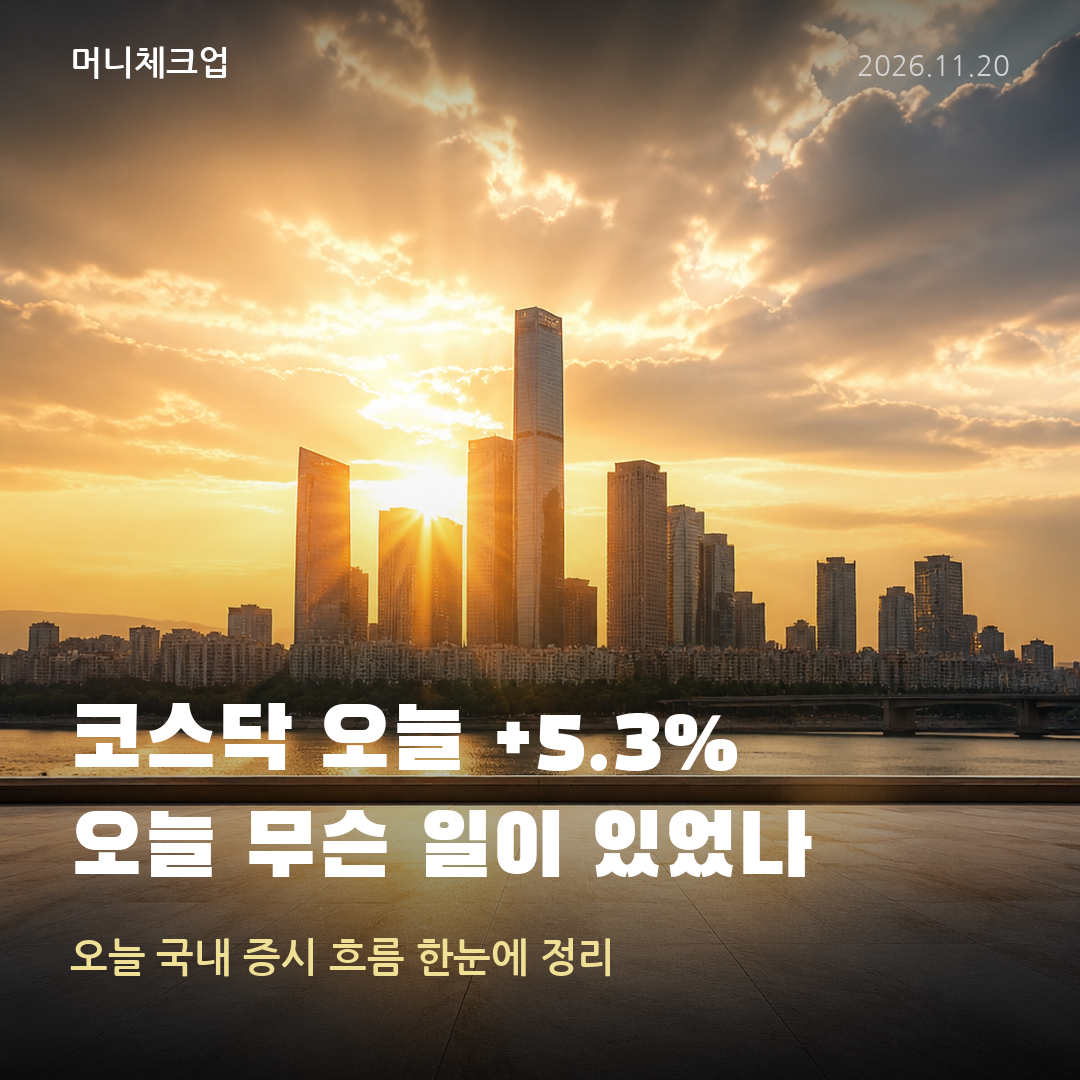 머니체크업
2026.11.20
코스닥 오늘 +5.3%
오늘 무슨 일이 있었나
오늘 국내 증시 흐름 한눈에 정리